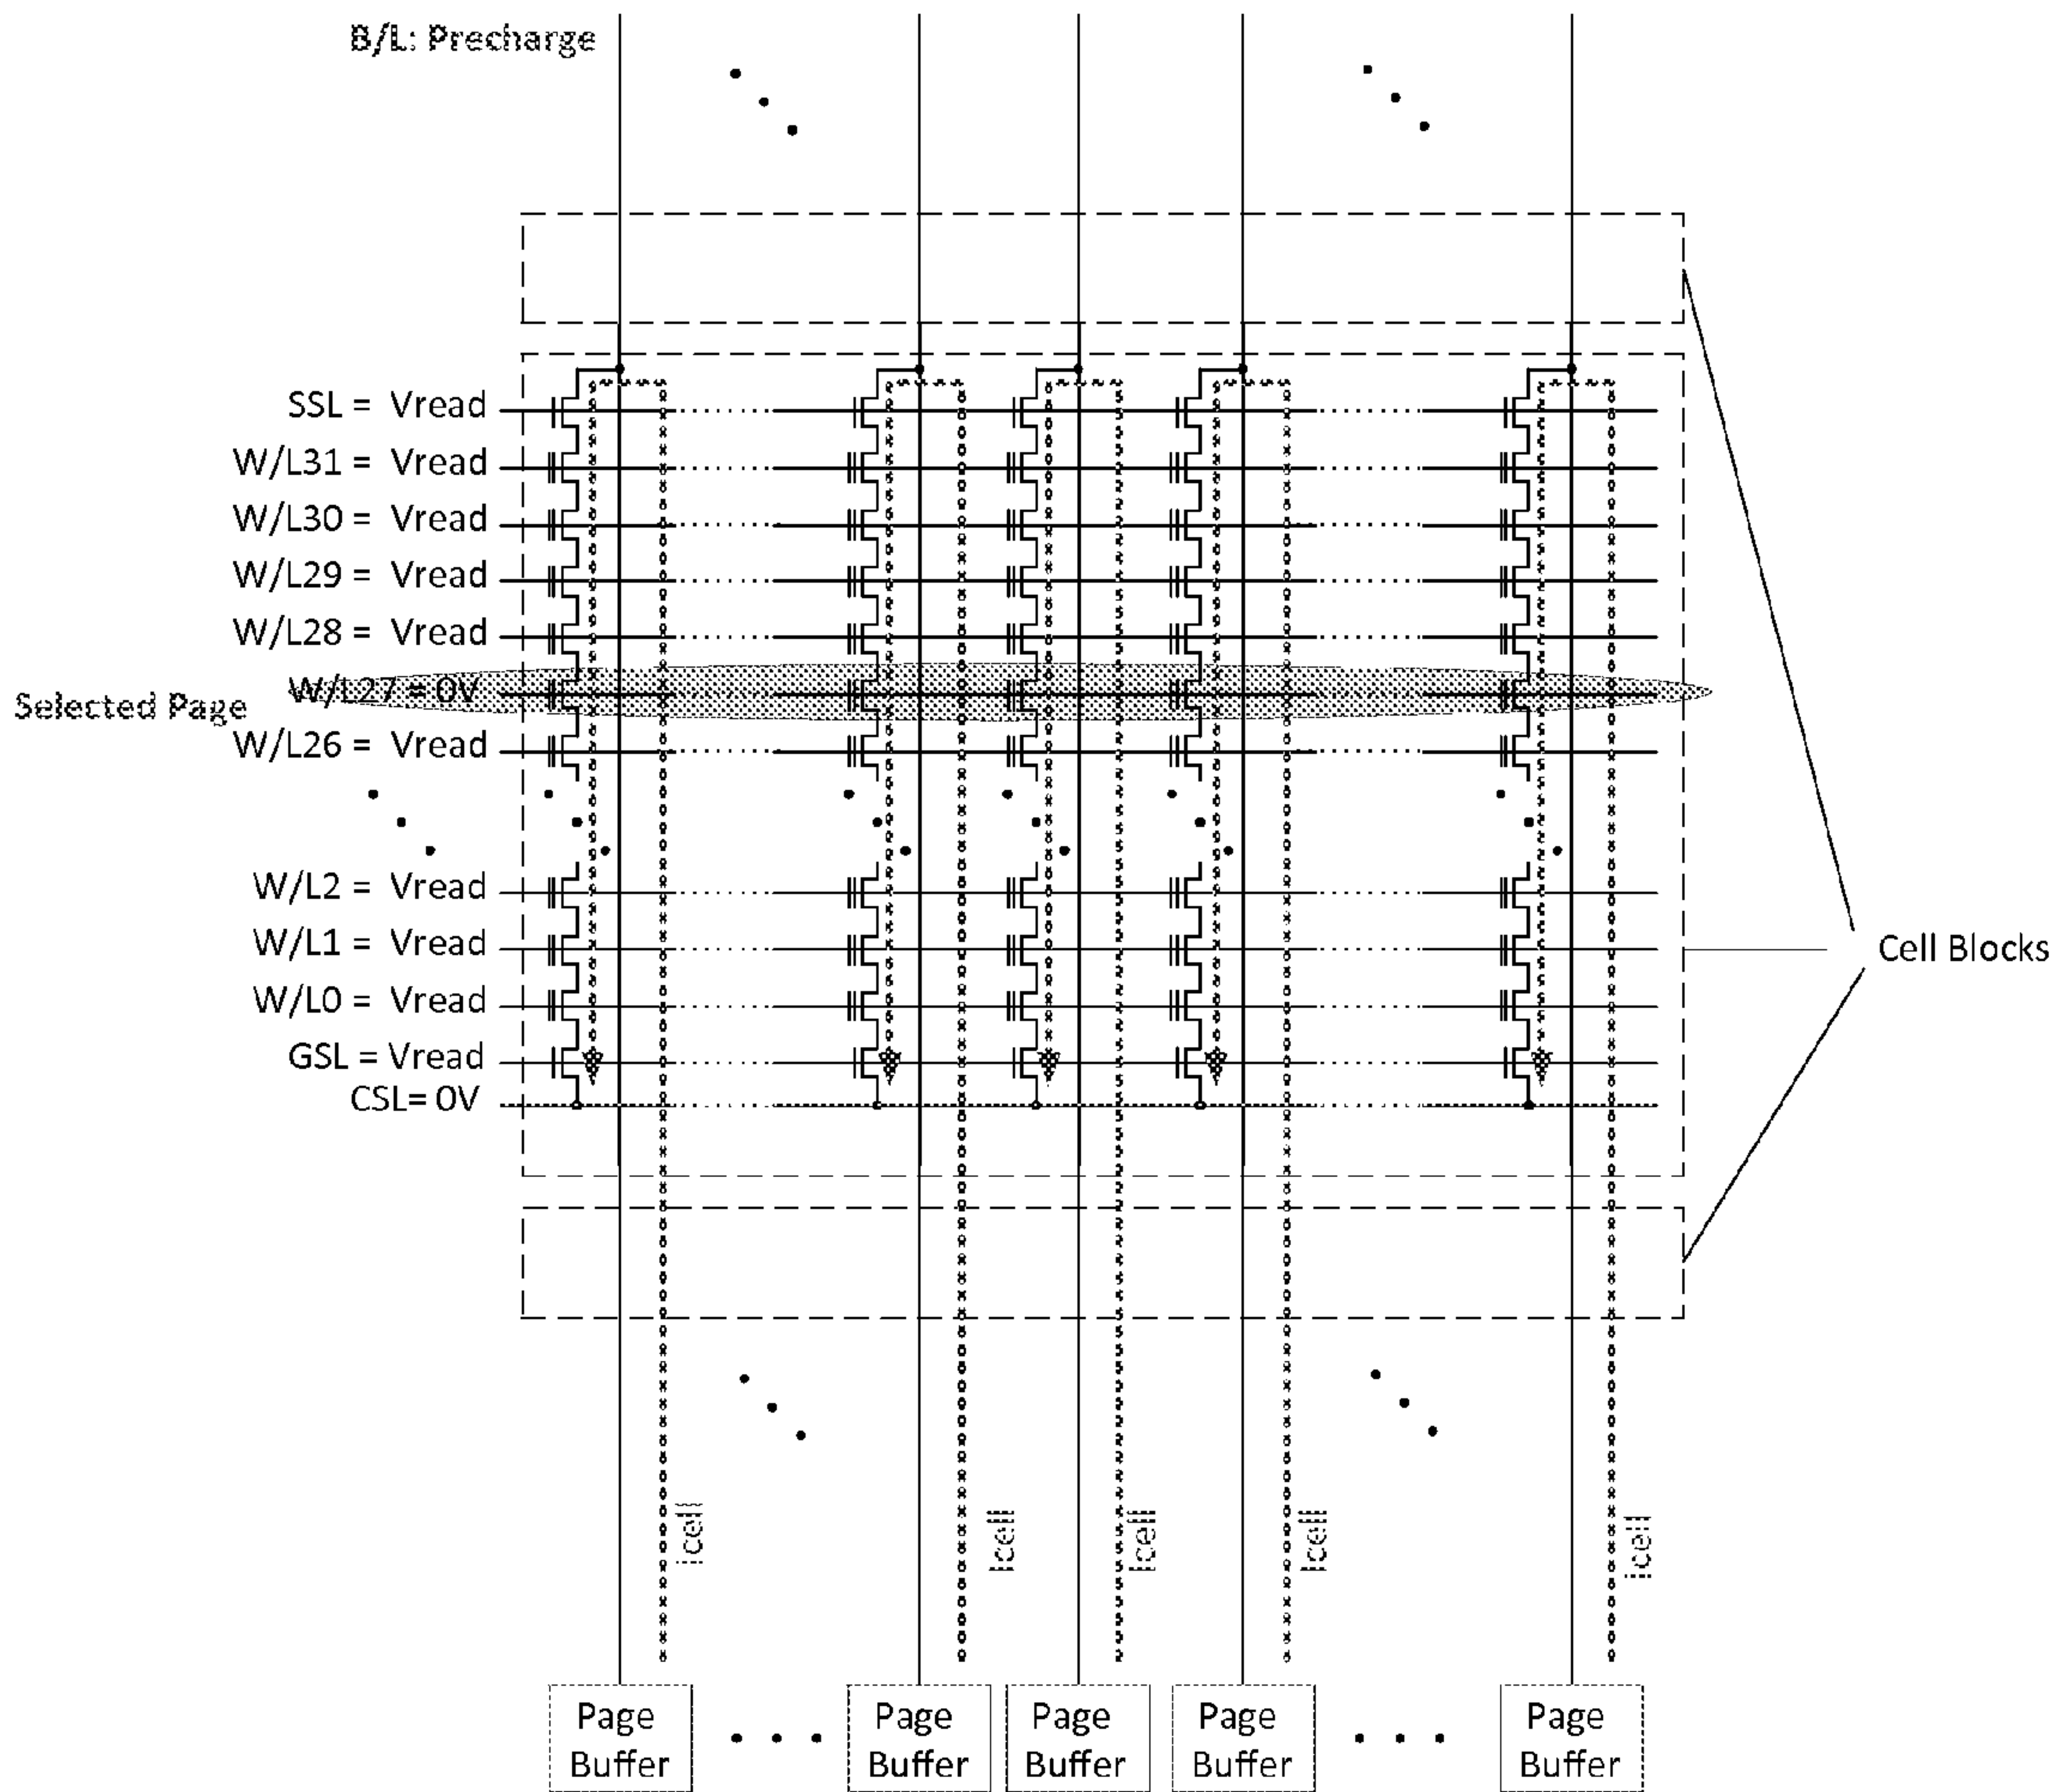 B/L: Precharge
SSL = Vread
W/L31 = Vread
W/L30 = Vread
W/L29 = Vread
W/L28 = Vread
W/L27 = 0V
Selected Page
W/L26 = Vread
W/L2 = Vread
W/L1 = Vread
W/L0 = Vread
GSL = Vread
CSL= 0V
Cell Blocks
Icell
Icell
Icell
Icell
Icell
Page
Buffer
Page
Buffer
Page
Buffer
Page
Buffer
Page
Buffer